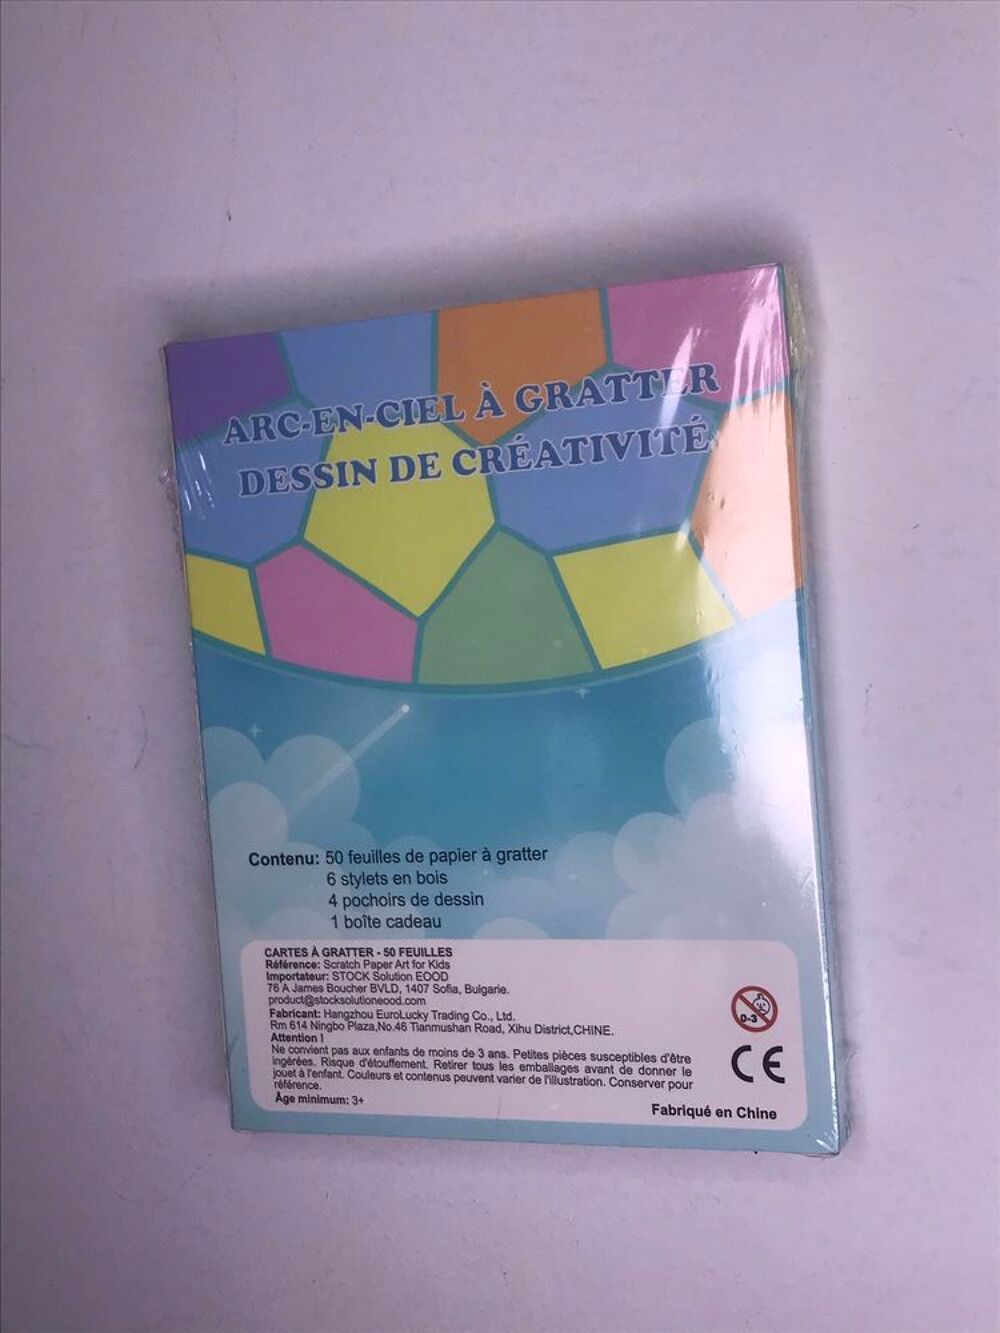 ARC-EN-CIEL À GRATTER
DESSIN DE CRÉATIVITÉ
Contenu: 50 feuilles de papier à gratter
6 stylets en bois
4 pochoirs de dessin
1 boîte cadeau
CARTES À GRATTER - 50 FEUILLES
Référence: Scratch Paper Art for Kids
Importateur: STOCK Solution EOOD
76 A James Boucher BVLD, 1407 Sofia, Bulgarie.
product@stocksolutioneood.com
Fabricant: Hangzhou EuroLucky Trading Co., Ltd.
Rm 614 Ningbo Plaza,No.46 Tianmushan Road, Xihu District,CHINE.
Attention !
Ne convient pas aux enfants de moins de 3 ans. Petites pièces susceptibles d'être
ingérées. Risque d'étouffement. Retirer tous les emballages avant de donner le
jouet à l'enfant. Couleurs et contenus peuvent varier de l'illustration. Conserver pour
référence.
Âge minimum: 3+
0-3
CE
Fabriqué en Chine